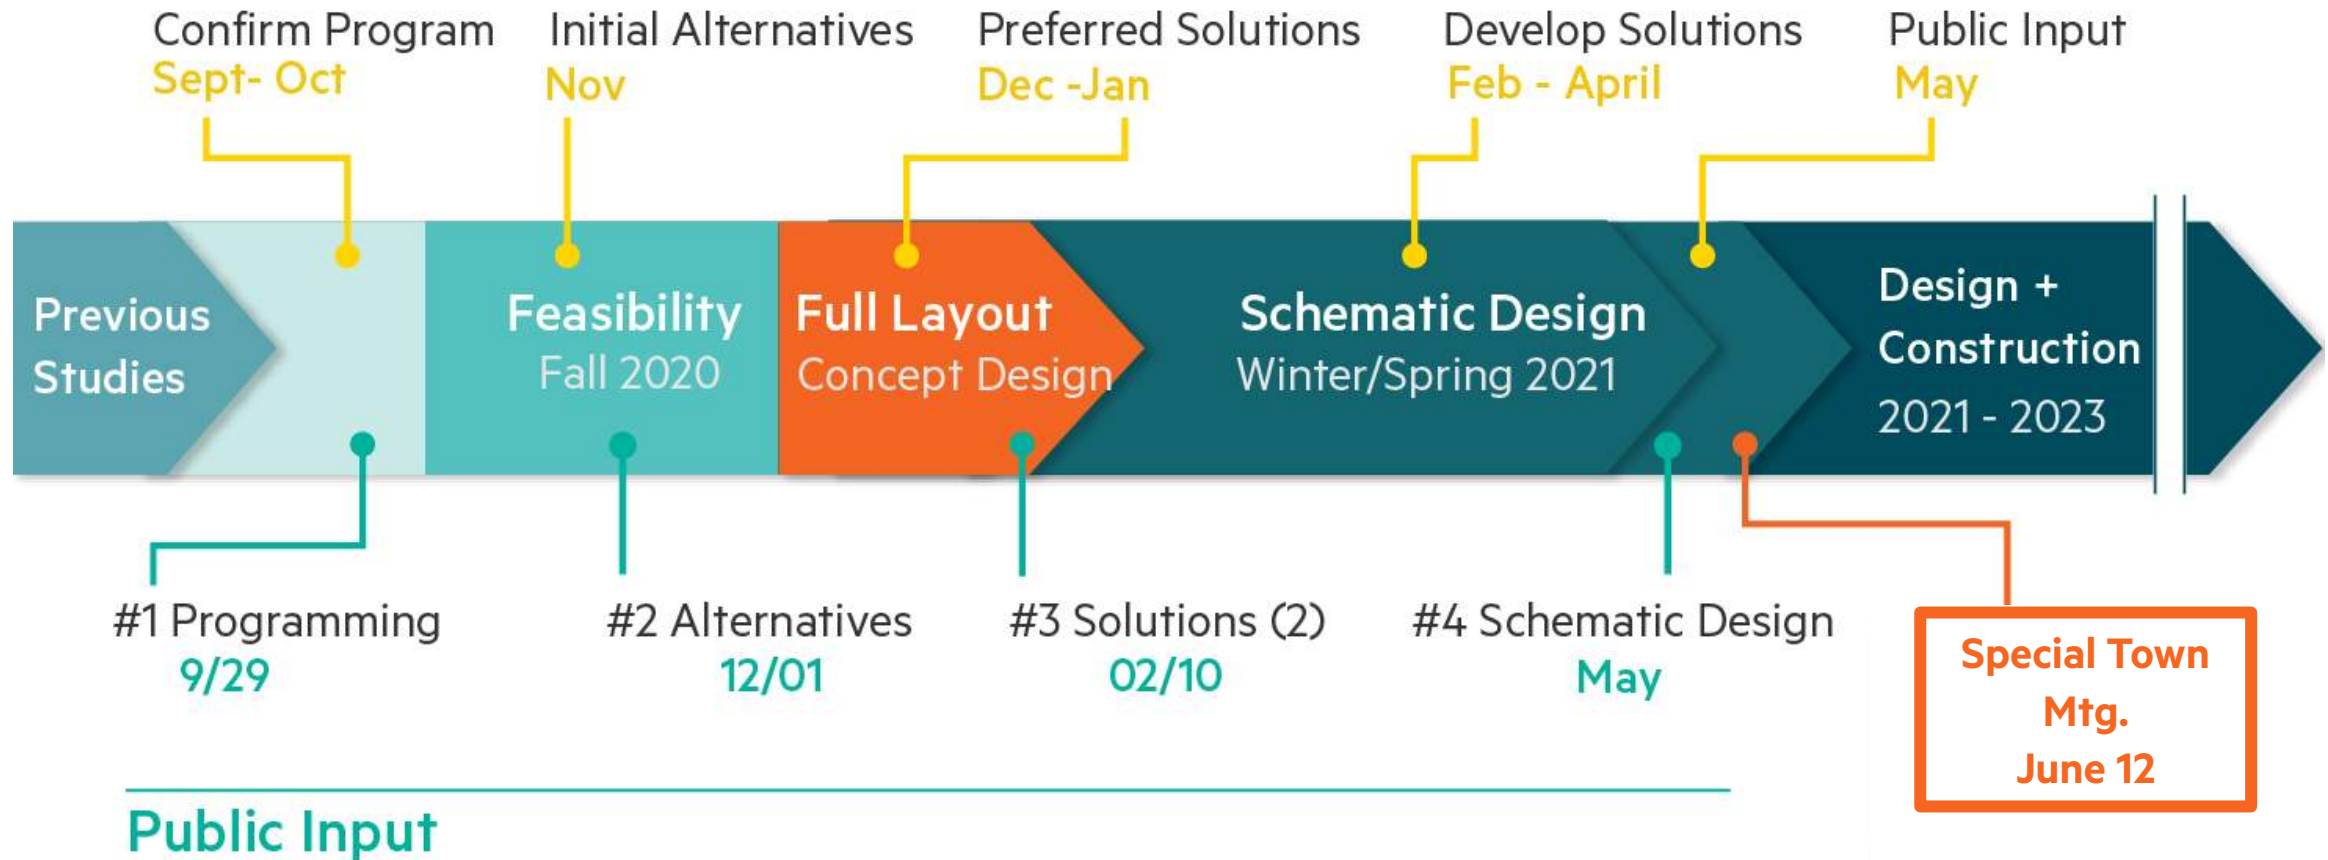 Confirm Program
Sept- Oct
Initial Alternatives
Nov
Preferred Solutions
Dec -Jan
Develop Solutions
Feb - April
Public Input
May
Previous
Studies
Feasibility
Fall 2020
Full Layout
Concept Design
Schematic Design
Winter/Spring 2021
Design +
Construction
2021 - 2023
#1 Programming
9/29
#2 Alternatives
12/01
#3 Solutions (2)
02/10
#4 Schematic Design
May
Special Town
Mtg.
June 12
Public Input